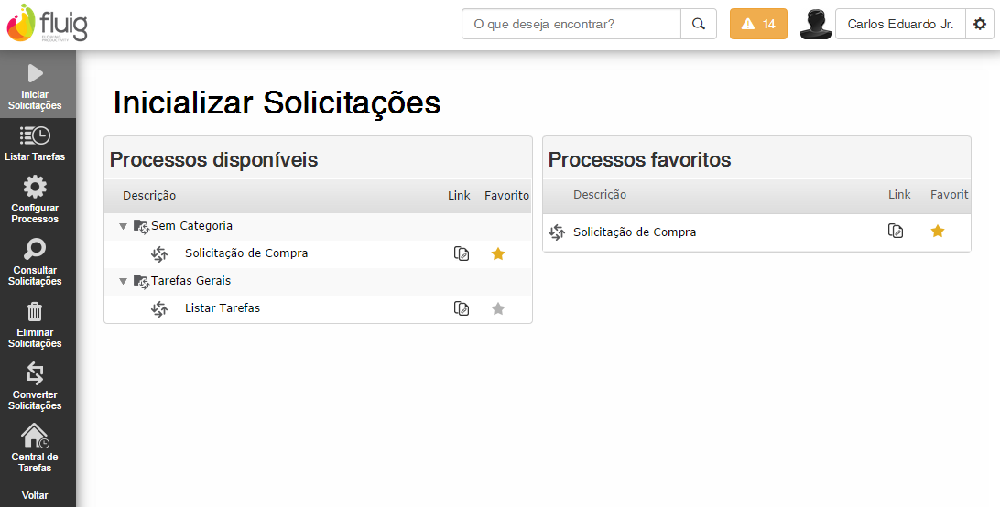 fluig
O que deseja encontrar?
14
Carlos Eduardo Jr.
Iniciar
Solicitações
Listar Tarefas
Configurar
Processos
Consultar
Solicitações
Eliminar
Solicitações
Converter
Solicitações
Central de
Tarefas
Voltar
Inicializar Solicitações
Processos disponíveis
Descrição Link Favorito
Sem Categoria
Solicitação de Compra
Tarefas Gerais
Listar Tarefas
Processos favoritos
Descrição Link Favorit
Solicitação de Compra